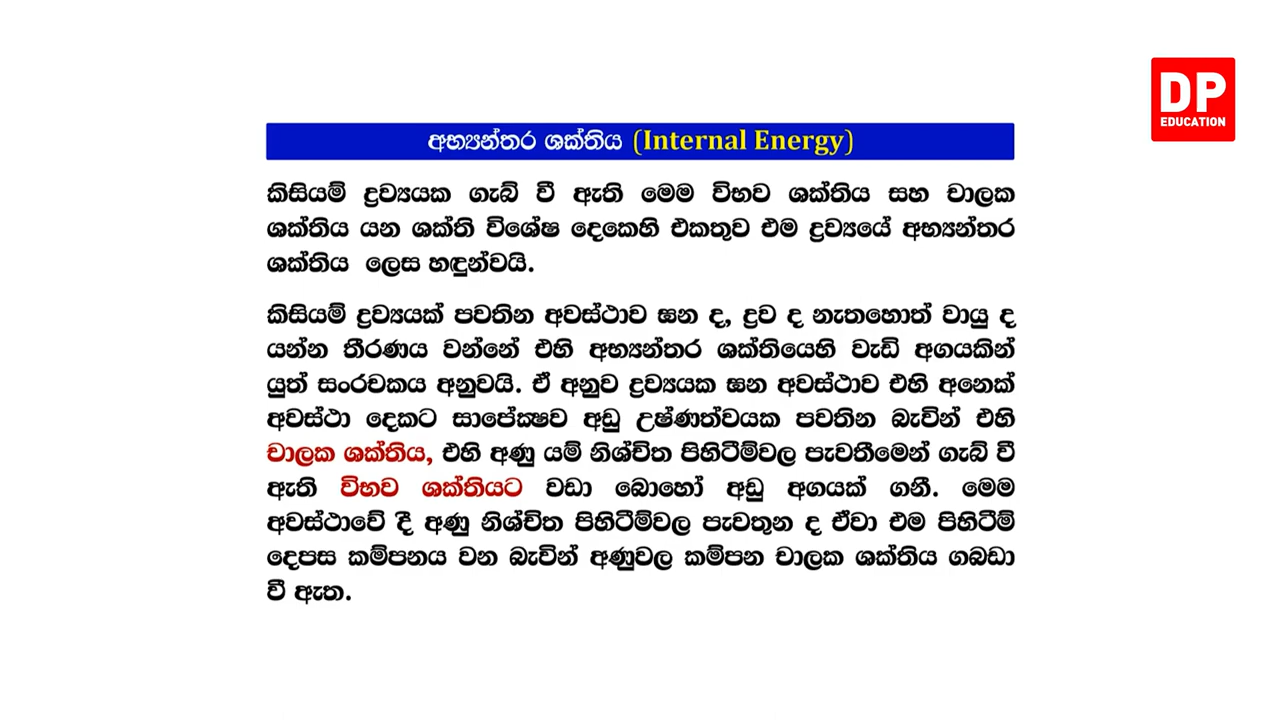 DP
EDUCATION
අභ්‍යන්තර ශක්තිය (Internal Energy)
කිසියම් ද්‍රව්‍යයක ගැබ් වී ඇති මෙම විභව ශක්තිය සහ චාලක
ශක්තිය යන ශක්ති විශේෂ දෙකෙහි එකතුව එම ද්‍රව්‍යයේ අභ්‍යන්තර
ශක්තිය ලෙස හඳුන්වයි.
කිසියම් ද්‍රව්‍යයක් පවතින අවස්ථාව ඝන ද, ද්‍රව ද නැතහොත් වායු ද
යන්න තීරණය වන්නේ එහි අභ්‍යන්තර ශක්තියෙහි වැඩි අගයකින්
යුත් සංරචකය අනුවයි. ඒ අනුව ද්‍රව්‍යයක ඝන අවස්ථාව එහි අනෙක්
අවස්ථා දෙකට සාපේක්‍ෂව අඩු උෂ්ණත්වයක පවතින බැවින් එහි
චාලක ශක්තිය, එහි අණු යම් නිශ්චිත පිහිටීම්වල පැවතීමෙන් ගැබ් වී
ඇති විභව ශක්තියට වඩා බොහෝ අඩු අගයක් ගනී. මෙම
අවස්ථාවේ දී අණු නිශ්චිත පිහිටීම්වල පැවතුන ද ඒවා එම පිහිටීම්
දෙපස කම්පනය වන බැවින් අණුවල කම්පන චාලක ශක්තිය ගබඩා
වී ඇත.